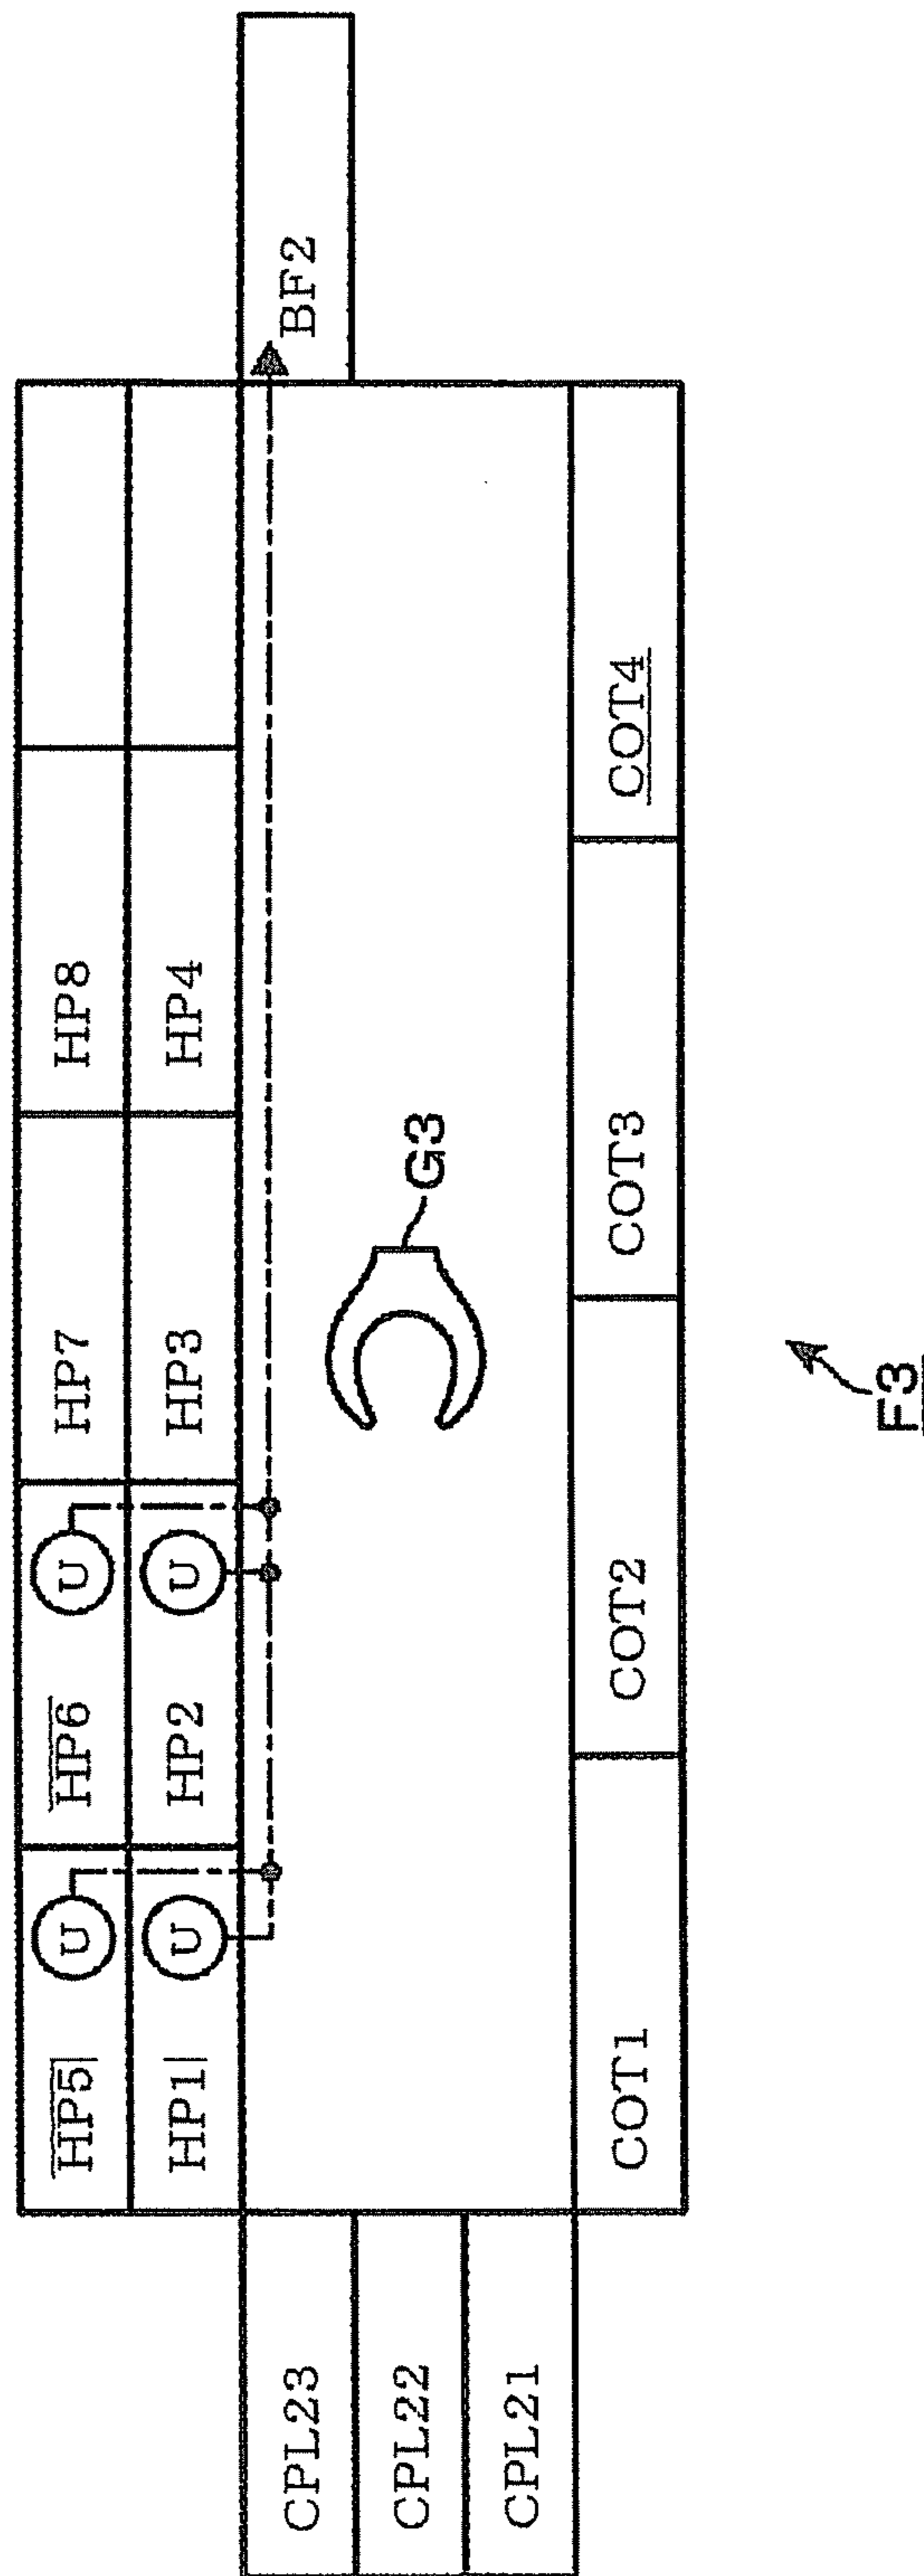 HP5
U
HP6
U
HP7
HP8
HP1
U
HP2
U
HP3
HP4
BF2
CPL23
CPL22
CPL21
G3
COT1
COT2
COT3
COT4
F3